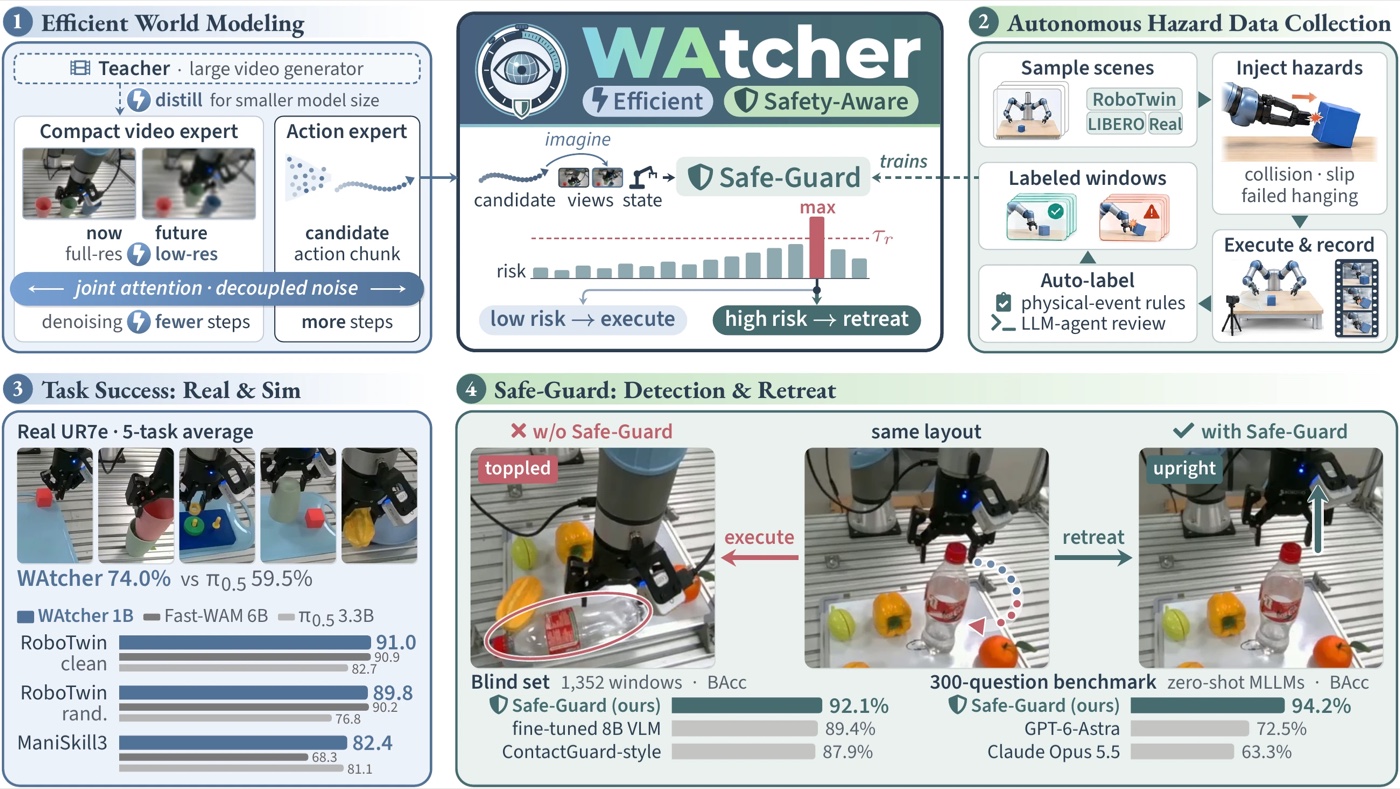 1 Efficient World Modeling
Teacher · large video generator
distill for smaller model size
Compact video expert
now future
full-res low-res
Action expert
candidate
action chunk
← joint attention · decoupled noise →
denoising fewer steps
more steps
WAtcher
Efficient
Safety-Aware
imagine
candidate views state
Safe-Guard
trains
max
τr
risk
low risk → execute
high risk → retreat
2 Autonomous Hazard Data Collection
Sample scenes
RoboTwin
LIBERO Real
Inject hazards
collision · slip
failed hanging
Labeled windows
Execute & record
Auto-label
physical-event rules
LLM-agent review
3 Task Success: Real & Sim
Real UR7e · 5-task average
WAtcher 74.0% vs π0.5 59.5%
WAtcher 1B Fast-WAM 6B π0.5 3.3B
RoboTwin
clean
91.0
90.9
82.7
RoboTwin
rand.
89.8
90.2
76.8
ManiSkill3
82.4
68.3
81.1
4 Safe-Guard: Detection & Retreat
w/o Safe-Guard
same layout
with Safe-Guard
toppled
execute
retreat
upright
Blind set 1,352 windows · BAcc
Safe-Guard (ours) 92.1%
fine-tuned 8B VLM 89.4%
ContactGuard-style 87.9%
300-question benchmark zero-shot MLLMs · BAcc
Safe-Guard (ours) 94.2%
GPT-6-Astra 72.5%
Claude Opus 5.5 63.3%